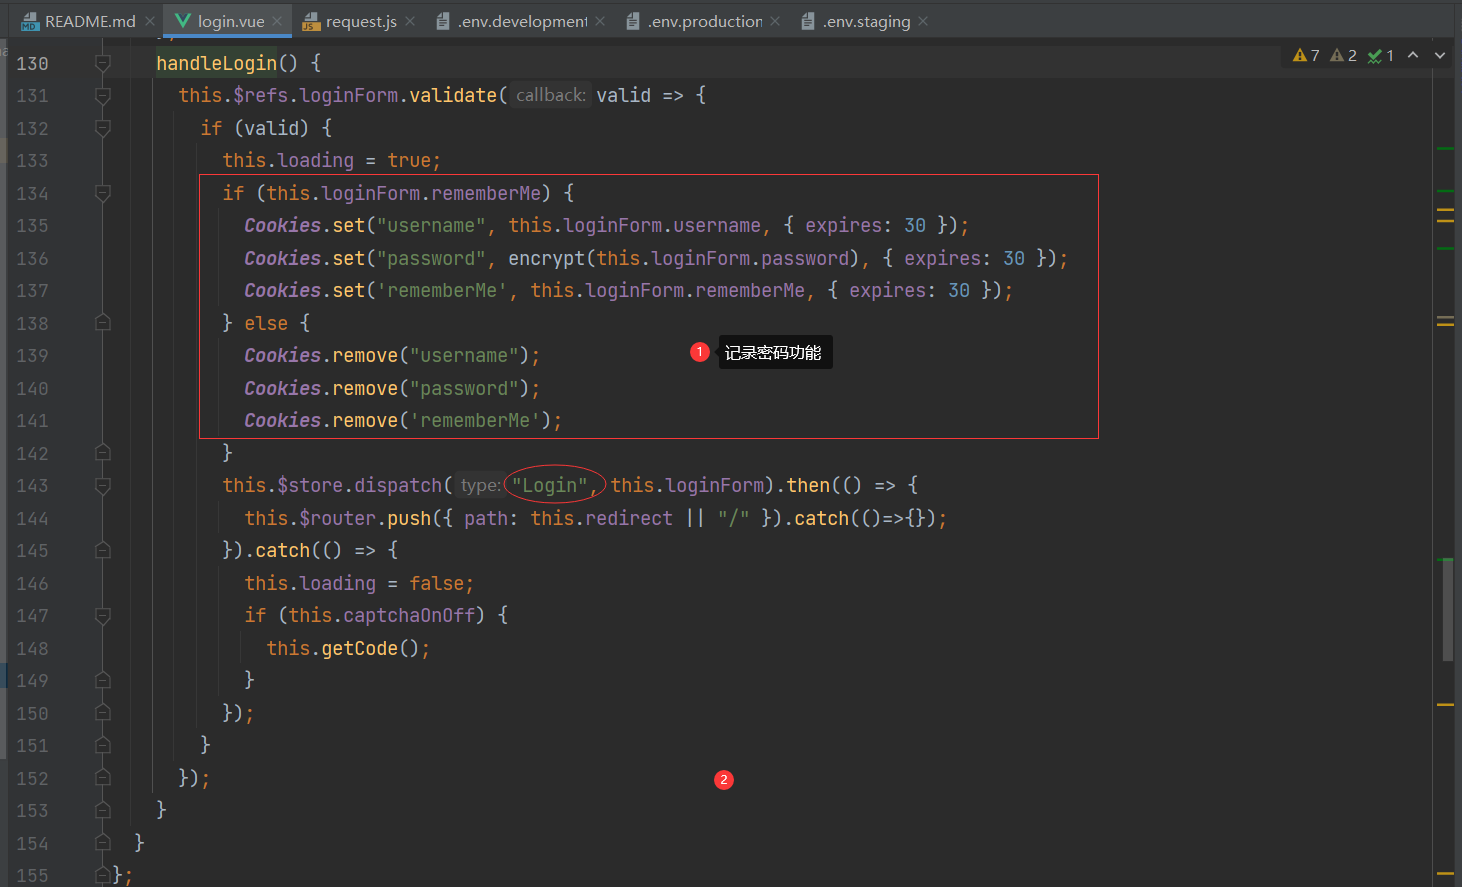 README.md login.vue request.js .env.development .env.production .env.staging
7 2 1
130 handleLogin() {
131 this.$refs.loginForm.validate( callback: valid => {
132 if (valid) {
133 this.loading = true;
134 if (this.loginForm.rememberMe) {
135 Cookies.set("username", this.loginForm.username, { expires: 30 });
136 Cookies.set("password", encrypt(this.loginForm.password), { expires: 30 });
137 Cookies.set('rememberMe', this.loginForm.rememberMe, { expires: 30 });
138 } else {
139 Cookies.remove("username");
1 记录密码功能
140 Cookies.remove("password");
141 Cookies.remove('rememberMe');
142 }
143 this.$store.dispatch( type: "Login", this.loginForm).then(() => {
144 this.$router.push({ path: this.redirect || "/" }).catch(()=>{});
145 }).catch(() => {
146 this.loading = false;
147 if (this.captchaOnOff) {
148 this.getCode();
149 }
150 });
151 }
152 });
2
153 }
154 }
155 };